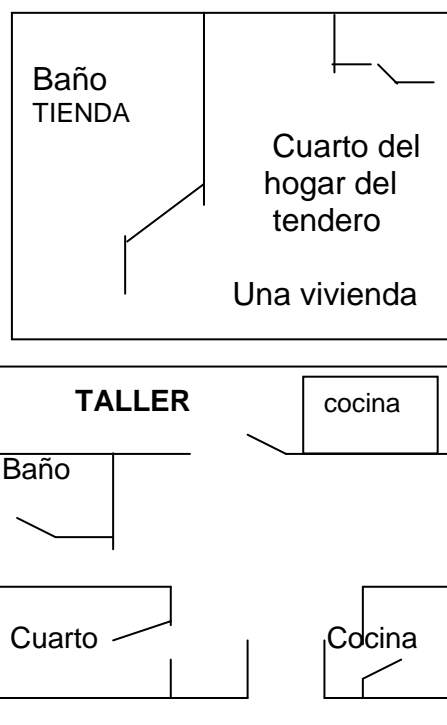 Baño
TIENDA
Cuarto del
hogar del
tendero
Una vivienda
TALLER
cocina
Baño
Cuarto
Cocina